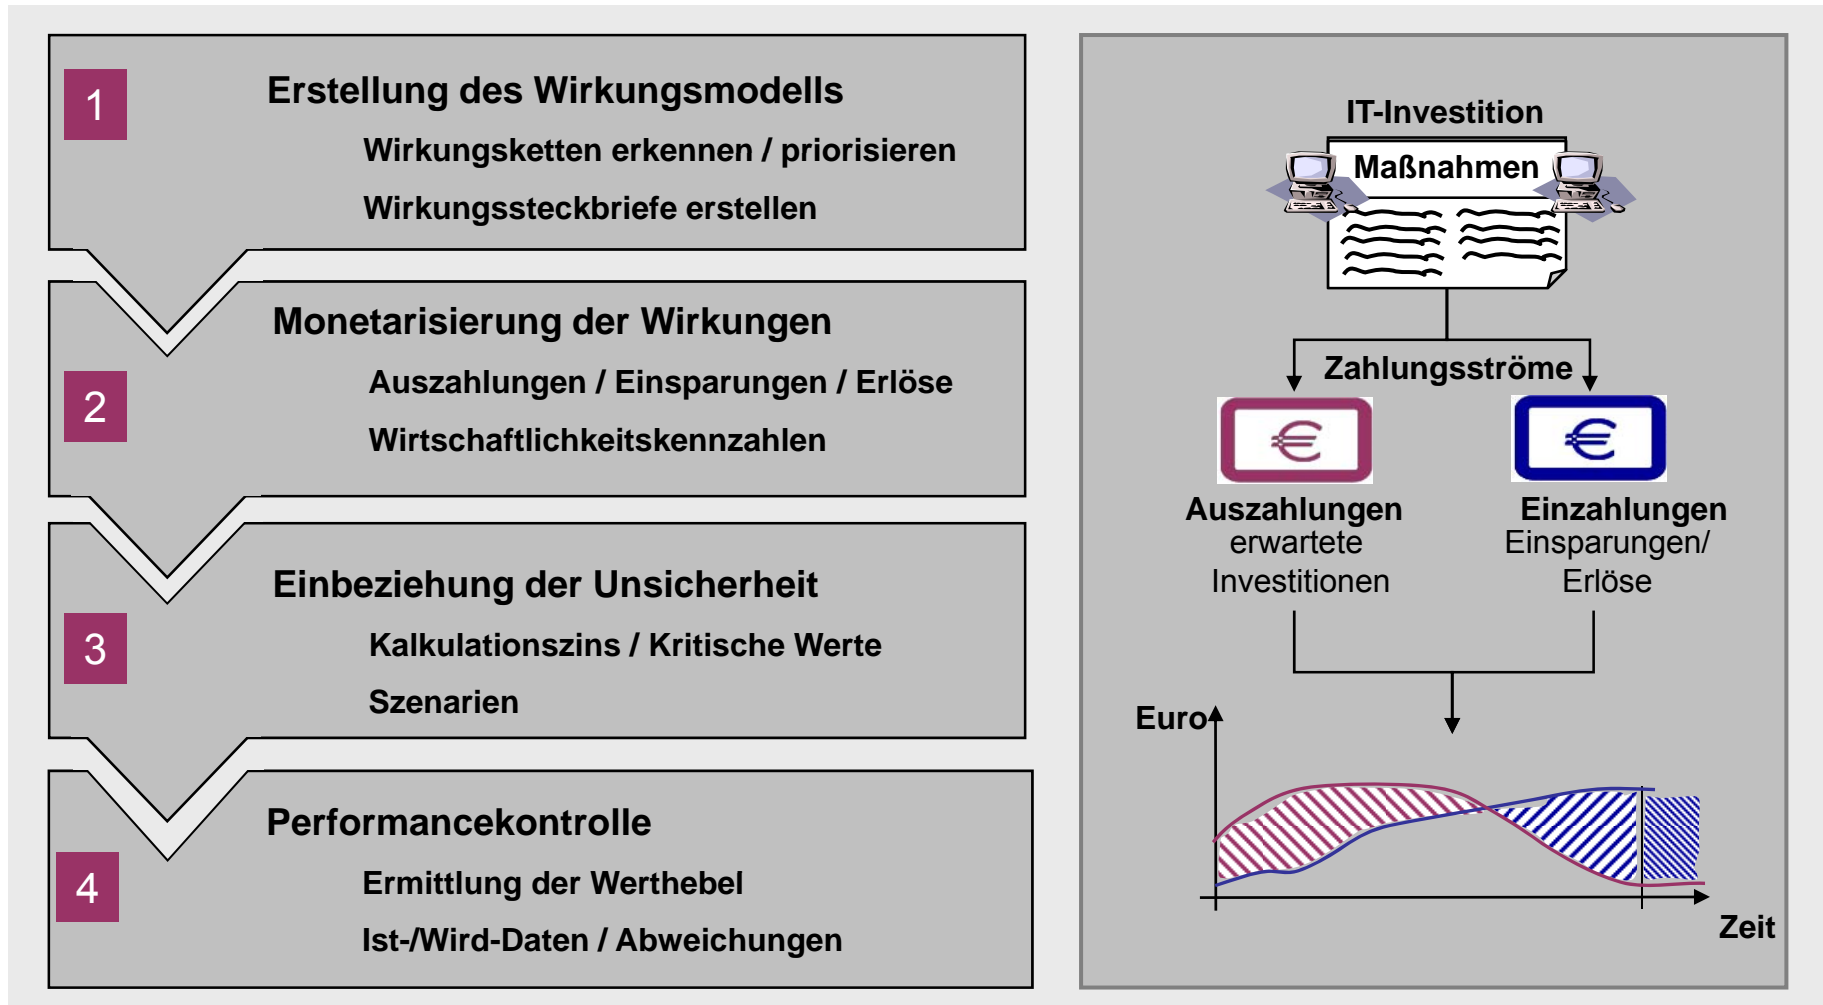 1
Erstellung des Wirkungsmodells
Wirkungsketten erkennen / priorisieren
Wirkungssteckbriefe erstellen
2
Monetarisierung der Wirkungen
Auszahlungen / Einsparungen / Erlöse
Wirtschaftlichkeitskennzahlen
3
Einbeziehung der Unsicherheit
Kalkulationszins / Kritische Werte
Szenarien
4
Performancekontrolle
Ermittlung der Werthebel
Ist-/Wird-Daten / Abweichungen
IT-Investition
Maßnahmen
Zahlungsströme
€ €
Auszahlungen
erwartete
Investitionen
Einzahlungen
Einsparungen/
Erlöse
Euro
Zeit